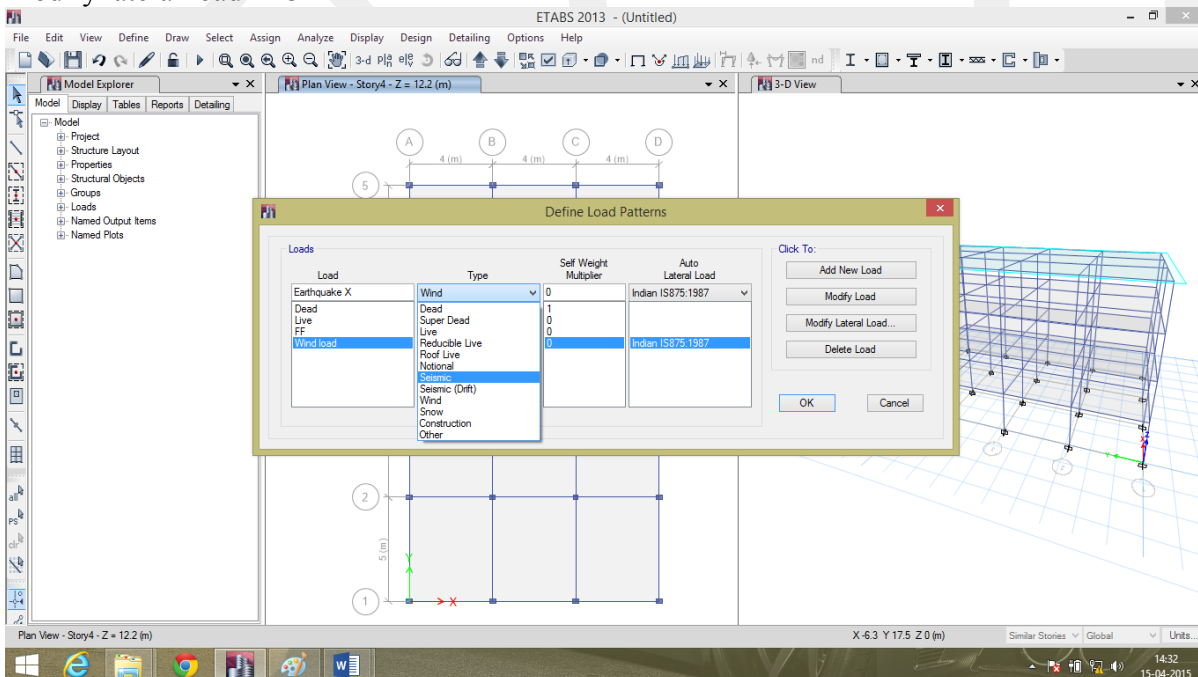 ETABS 2013 - (Untitled)
File Edit View Define Draw Select Assign Analyze Display Design Detailing Options Help
3-d
nd
Model Explorer
Plan View - Story4 - Z = 12.2 (m)
3-D View
Model Display Tables Reports Detailing
Model
Project
Structure Layout
Properties
Structural Objects
Groups
Loads
Named Output Items
Named Plots
A B C D
4 (m) 4 (m) 4 (m)
5
Define Load Patterns
Loads
Click To:
Load Type Self Weight Multiplier Auto Lateral Load
Earthquake X Wind 0 Indian IS875:1987
Dead 1
Live 0
FF 0
Wind load 0 Indian IS875:1987
Dead
Super Dead
Live
Reducible Live
Roof Live
Notional
Seismic
Seismic (Drift)
Wind
Snow
Construction
Other
Add New Load
Modify Load
Modify Lateral Load...
Delete Load
OK Cancel
2
5 (m)
Y
1
X
all
PS
clr
Plan View - Story4 - Z = 12.2 (m)
X -6.3 Y 17.5 Z 0 (m)
Similar Stories Global Units...
14:32
15-04-2015